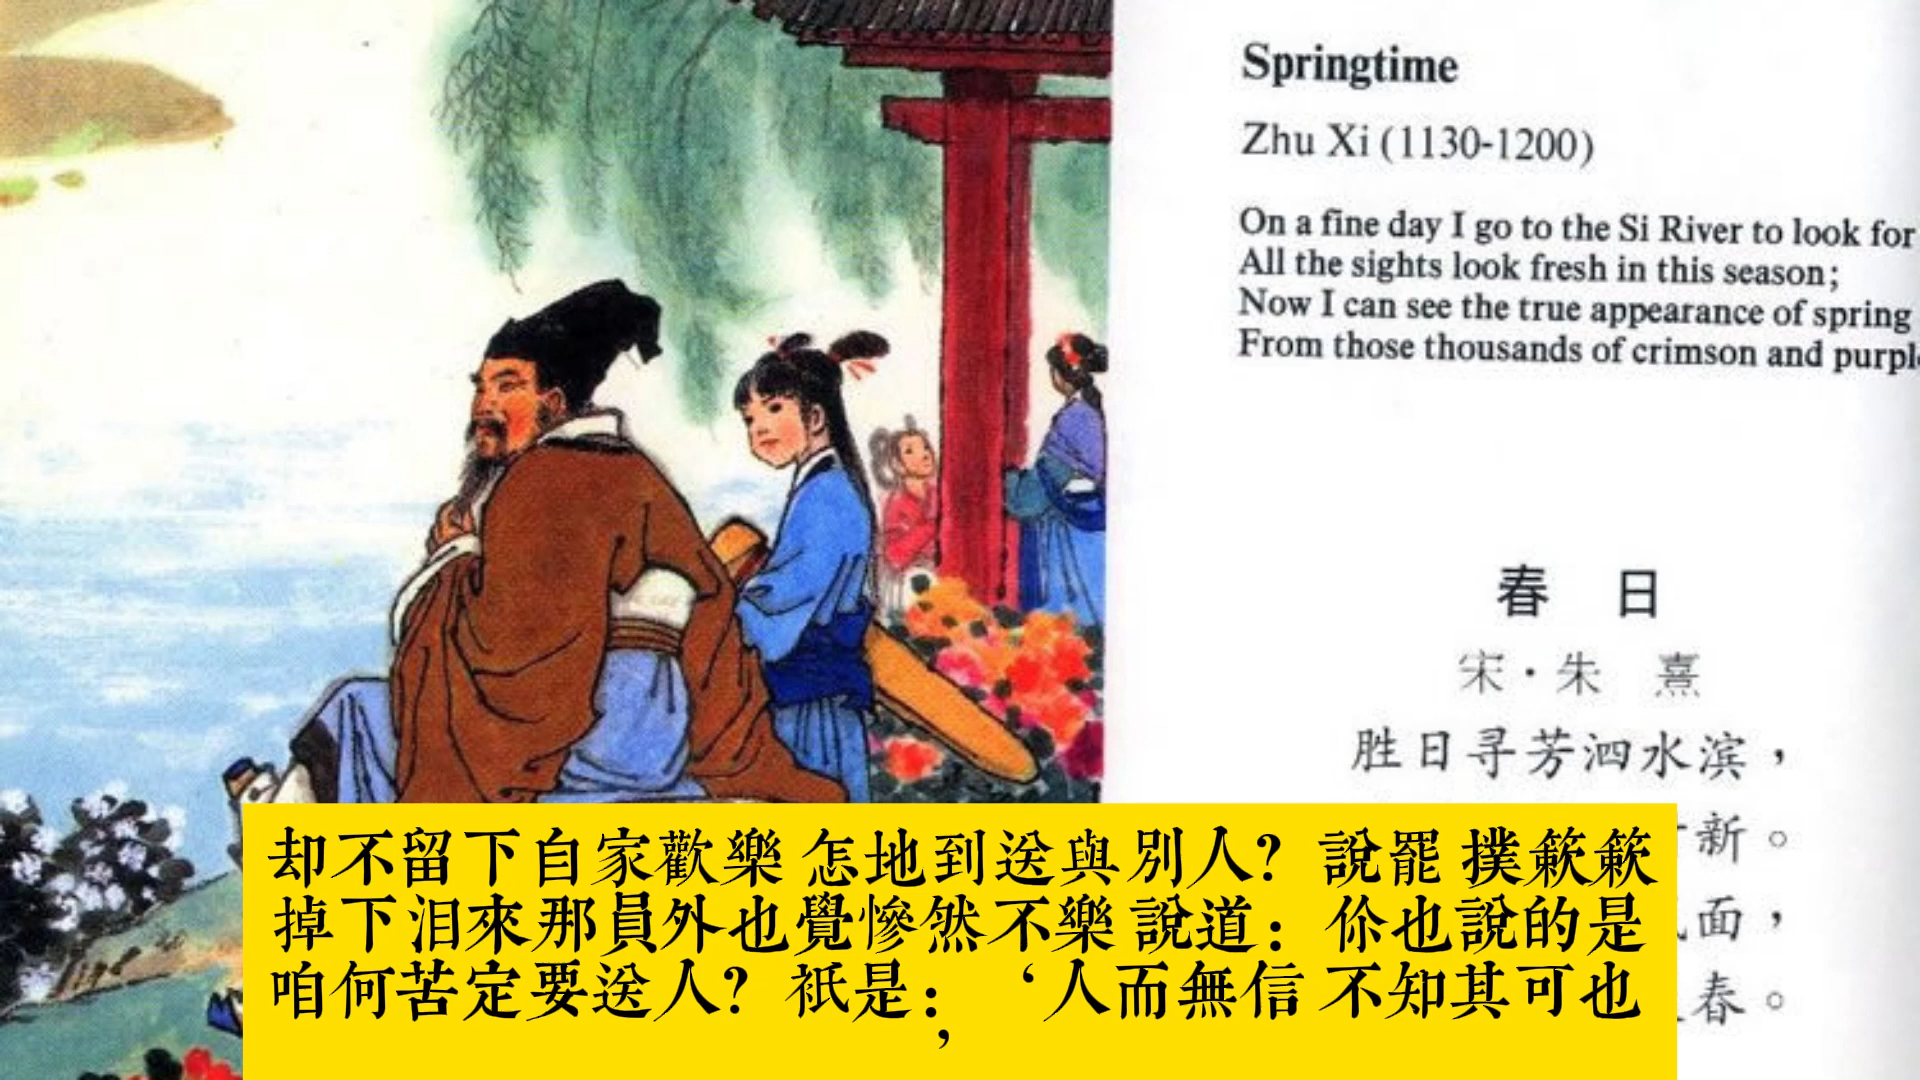 Springtime
Zhu Xi (1130-1200)
On a fine day I go to the Si River to look for
All the sights look fresh in this season;
Now I can see the true appearance of spring
From those thousands of crimson and purpl
春 日
宋·朱 熹
胜日寻芳泗水滨，
新。
面，
春。
却不留下自家歡樂 怎地到送與別人？說罷 撲簌簌
掉下泪來那員外也覺慘然不樂 說道：伱也說的是
咱何苦定要送人？衹是：‘人而無信 不知其可也
，